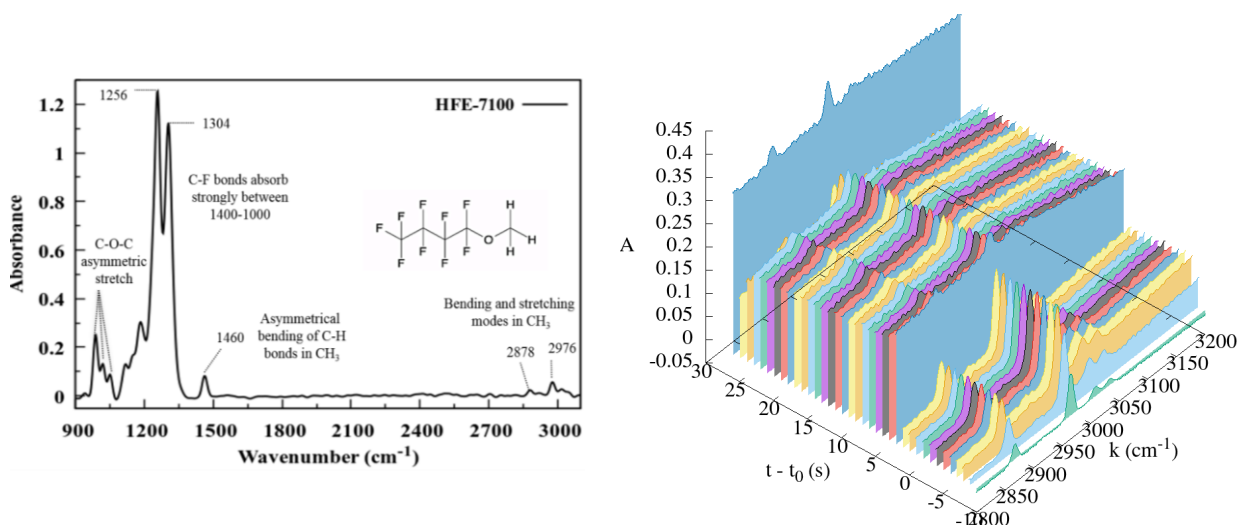 1256
HFE-7100
1.2
1304
1
C-F bonds absorb
strongly between
1400-1000
0.8
Absorbance
C-O-C
asymmetric
stretch
F F H
F F F O H
F F F F H
0.6
0.4
Asymmetrical
bending of C-H
bonds in CH3
Bending and stretching
modes in CH3
1460
2878 2976
0.2
0
900 1200 1500 1800 2100 2400 2700 3000
Wavenumber (cm-1)
0.45
0.4
0.35
0.3
0.25
A
0.2
0.15
0.1
0.05
0
-0.05
30
25
20
15
10
5
0
-5
-10
t - t0 (s)
2800
2850
2900
2950
3000
3050
3100
3150
3200
k (cm-1)